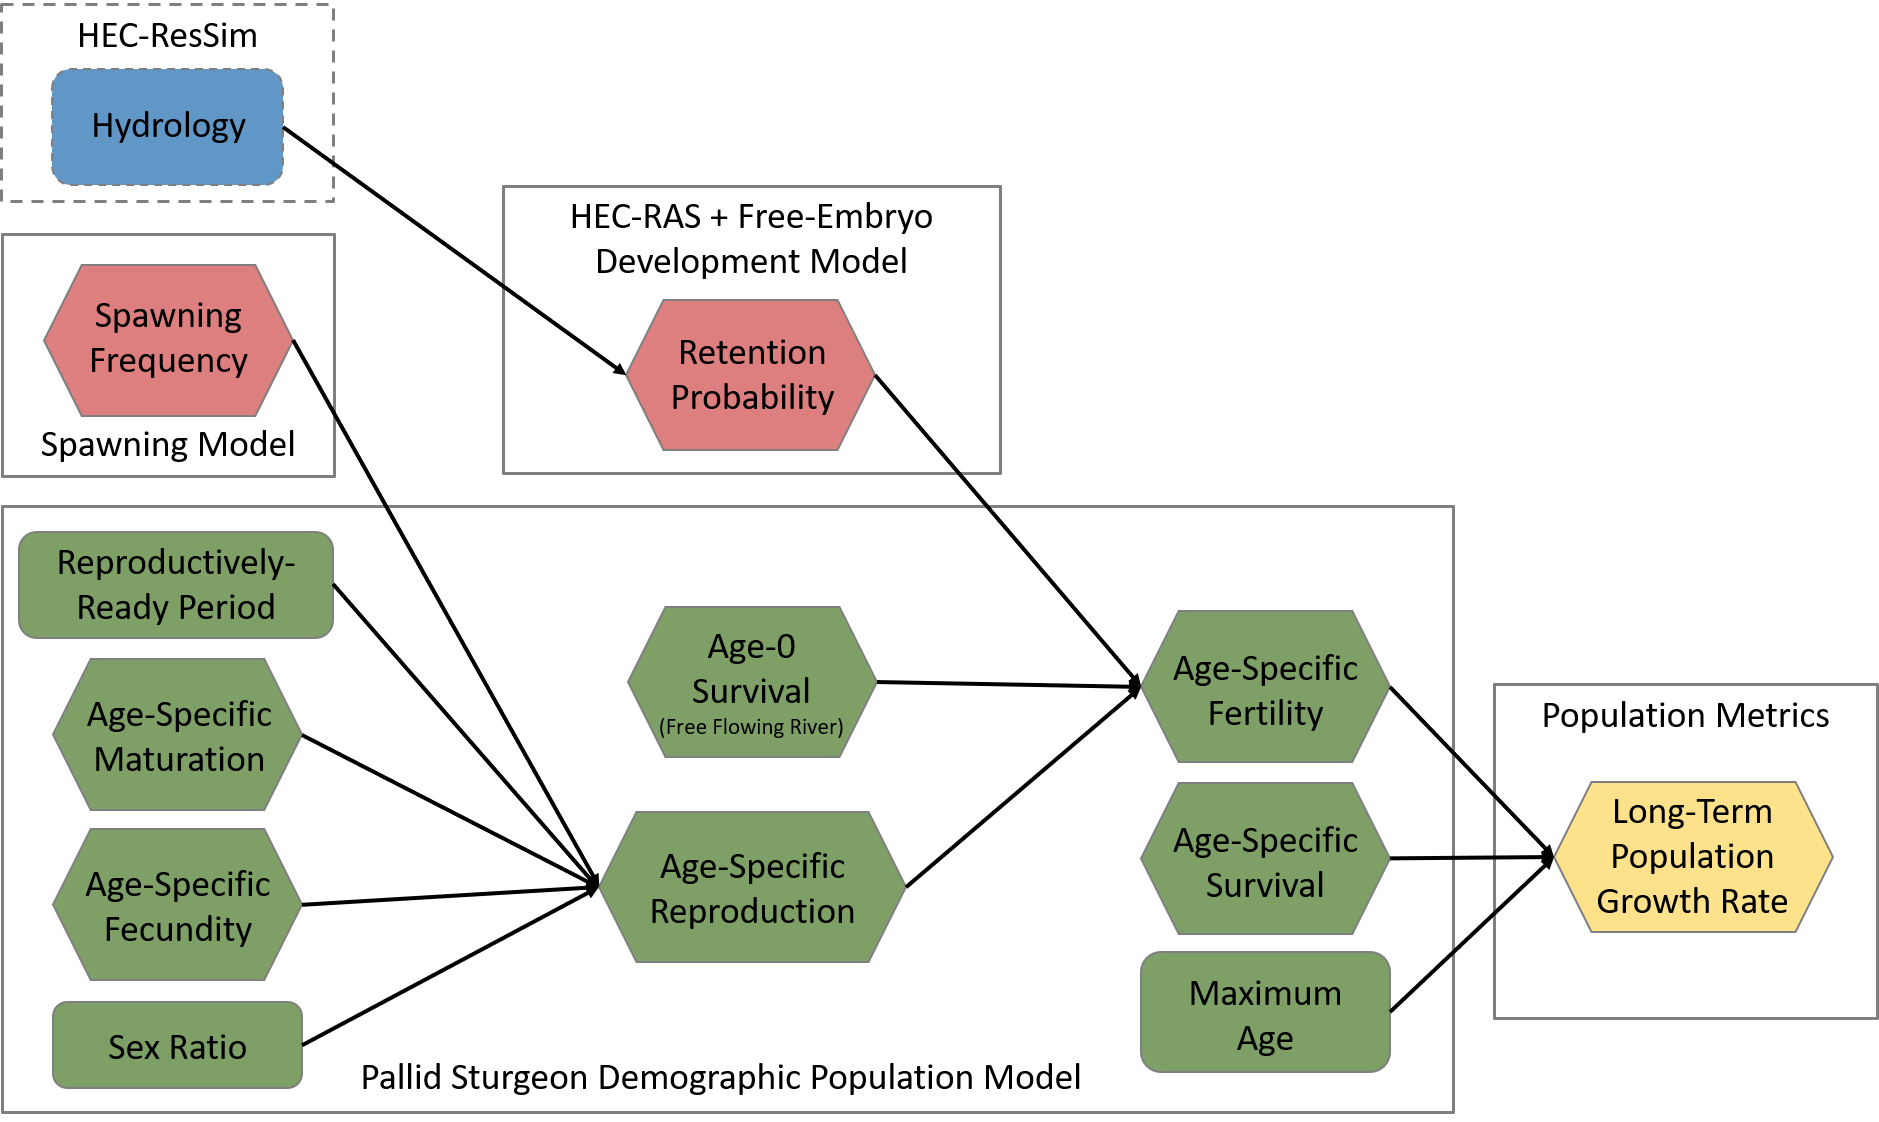 HEC-ResSim
Hydrology
HEC-RAS + Free-Embryo
Development Model
Retention
Probability
Spawning
Frequency
Spawning Model
Reproductively-
Ready Period
Age-Specific
Maturation
Age-Specific
Fecundity
Sex Ratio
Age-0
Survival
(Free Flowing River)
Age-Specific
Reproduction
Age-Specific
Fertility
Age-Specific
Survival
Maximum
Age
Pallid Sturgeon Demographic Population Model
Population Metrics
Long-Term
Population
Growth Rate